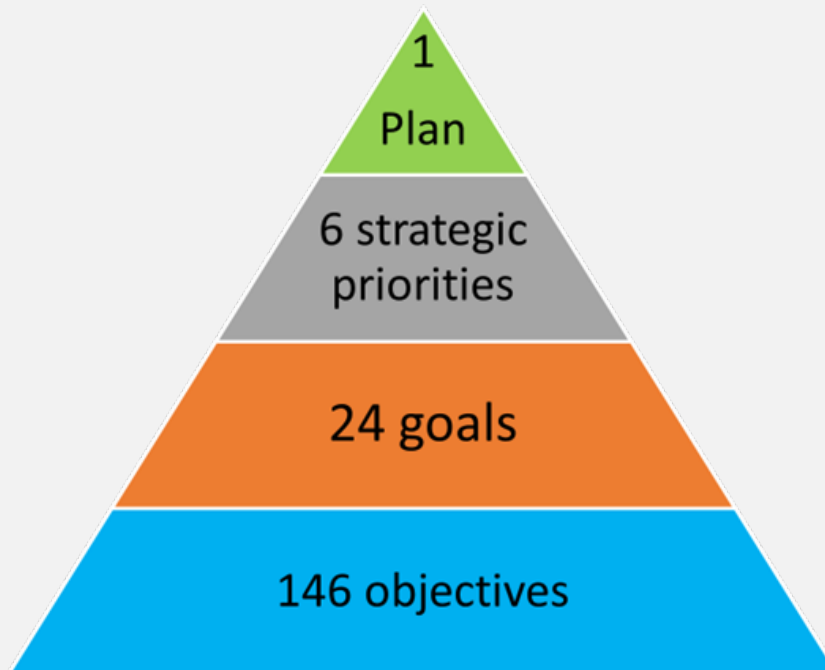 1
Plan
6 strategic
priorities
24 goals
146 objectives